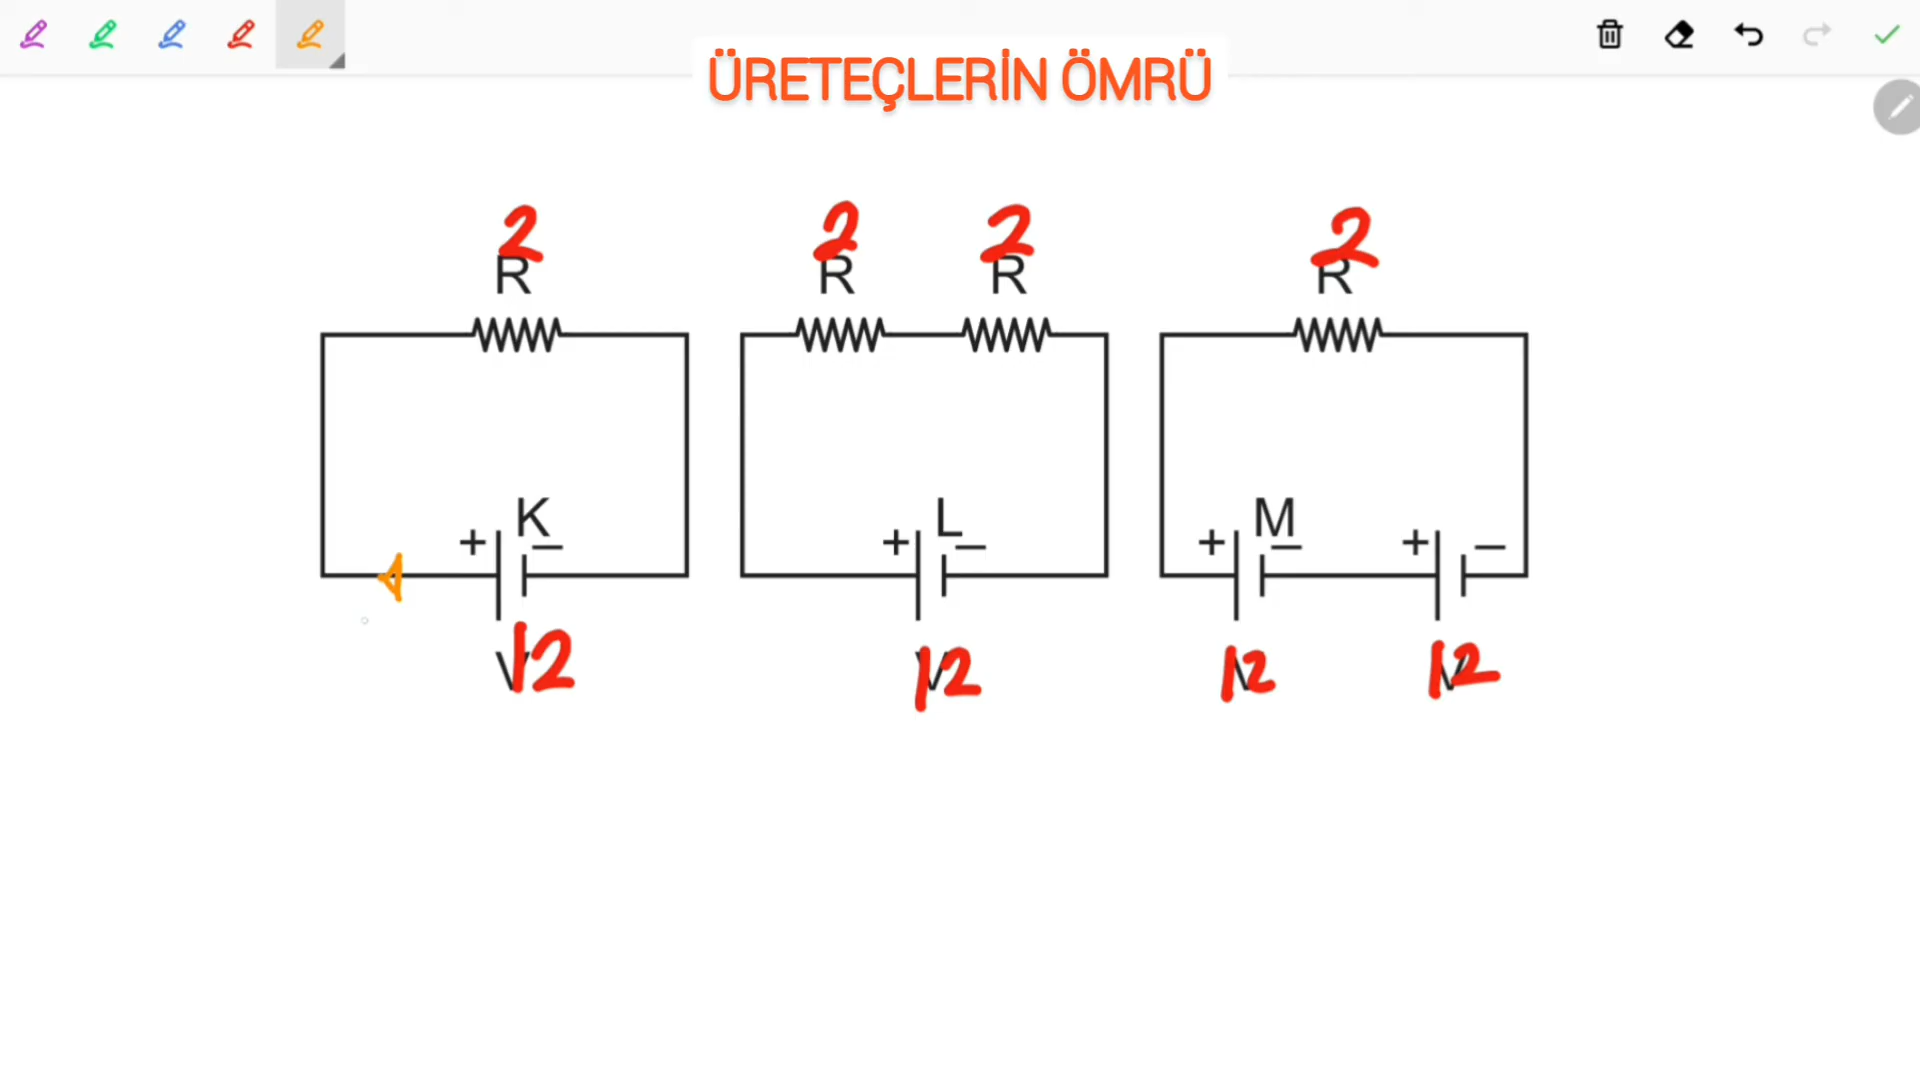 ÜRETEÇLERİN ÖMRÜ
2 2 2 2
R R R R
K L M
+ − + − + − + −
12 12 12 12